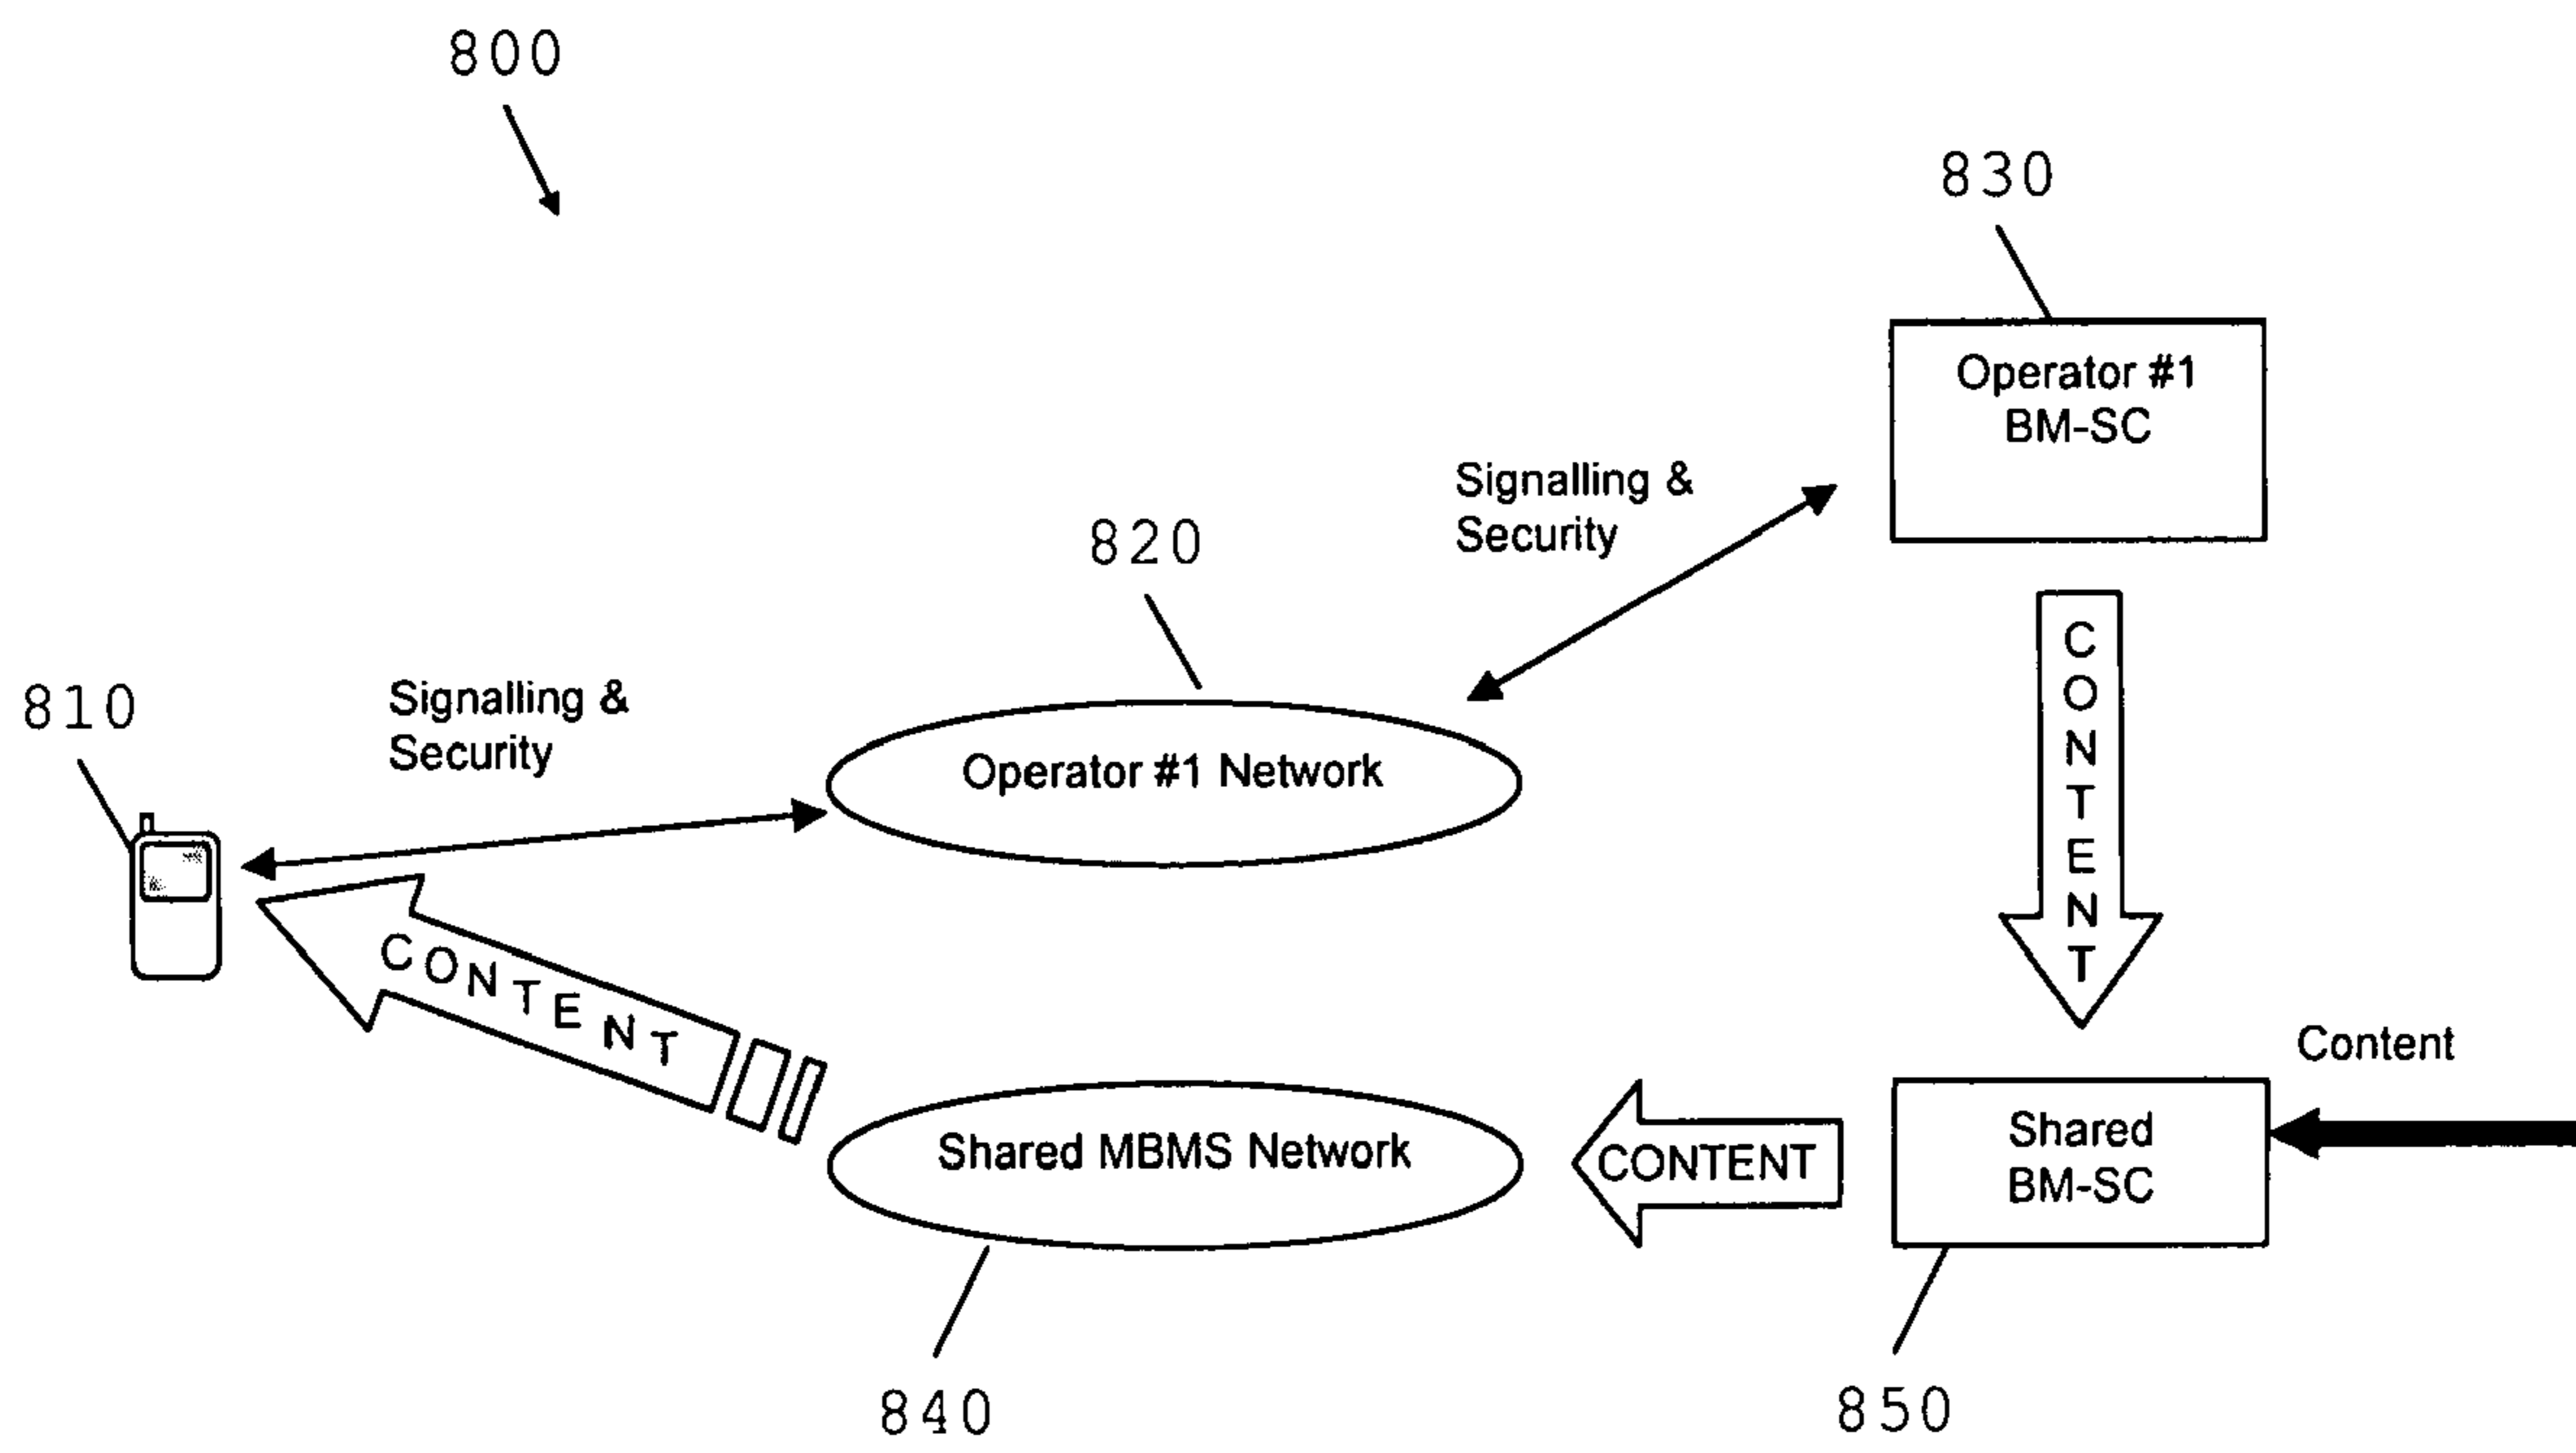 800
830
Operator #1
BM-SC
Signalling &
Security
820
CONTENT
810
Signalling &
Security
Operator #1 Network
CONTENT
Content
Shared MBMS Network
CONTENT
Shared
BM-SC
840
850